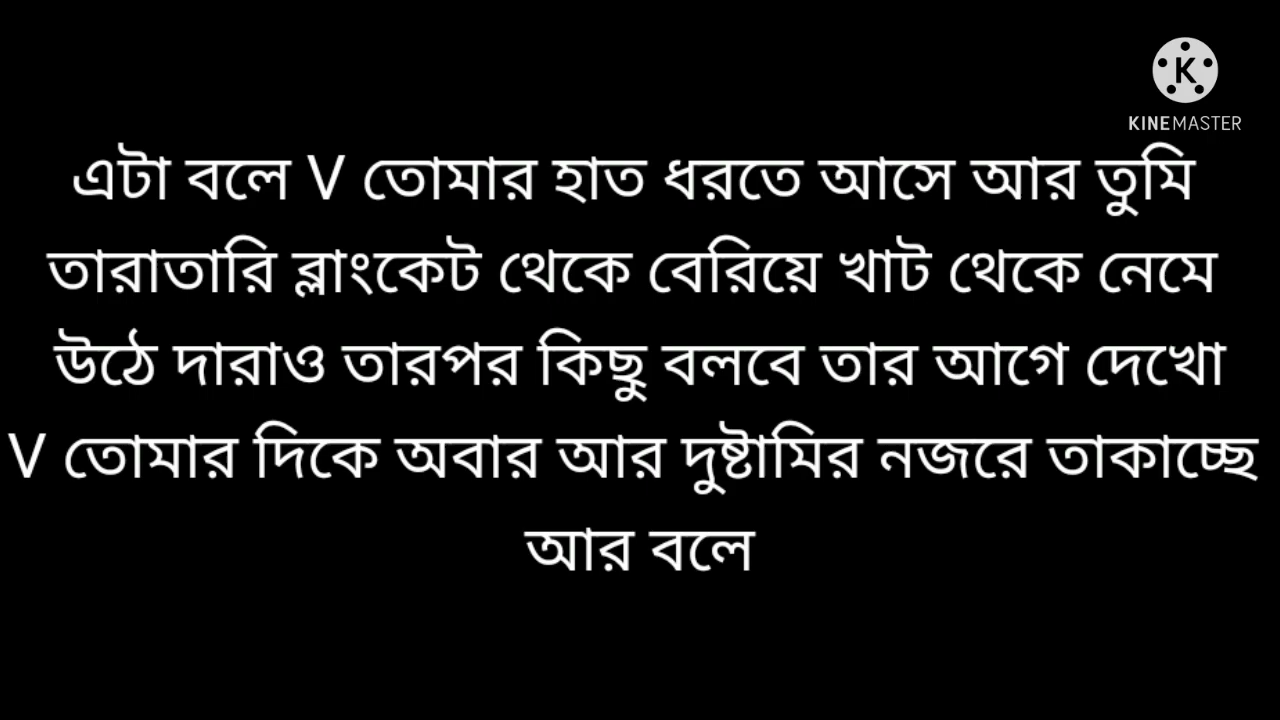 KINEMASTER
এটা বলে V তোমার হাত ধরতে আসে আর তুমি
তারাতারি ব্লাংকেট থেকে বেরিয়ে খাট থেকে নেমে
উঠে দারাও তারপর কিছু বলবে তার আগে দেখো
V তোমার দিকে অবার আর দুষ্টামির নজরে তাকাচ্ছে
আর বলে